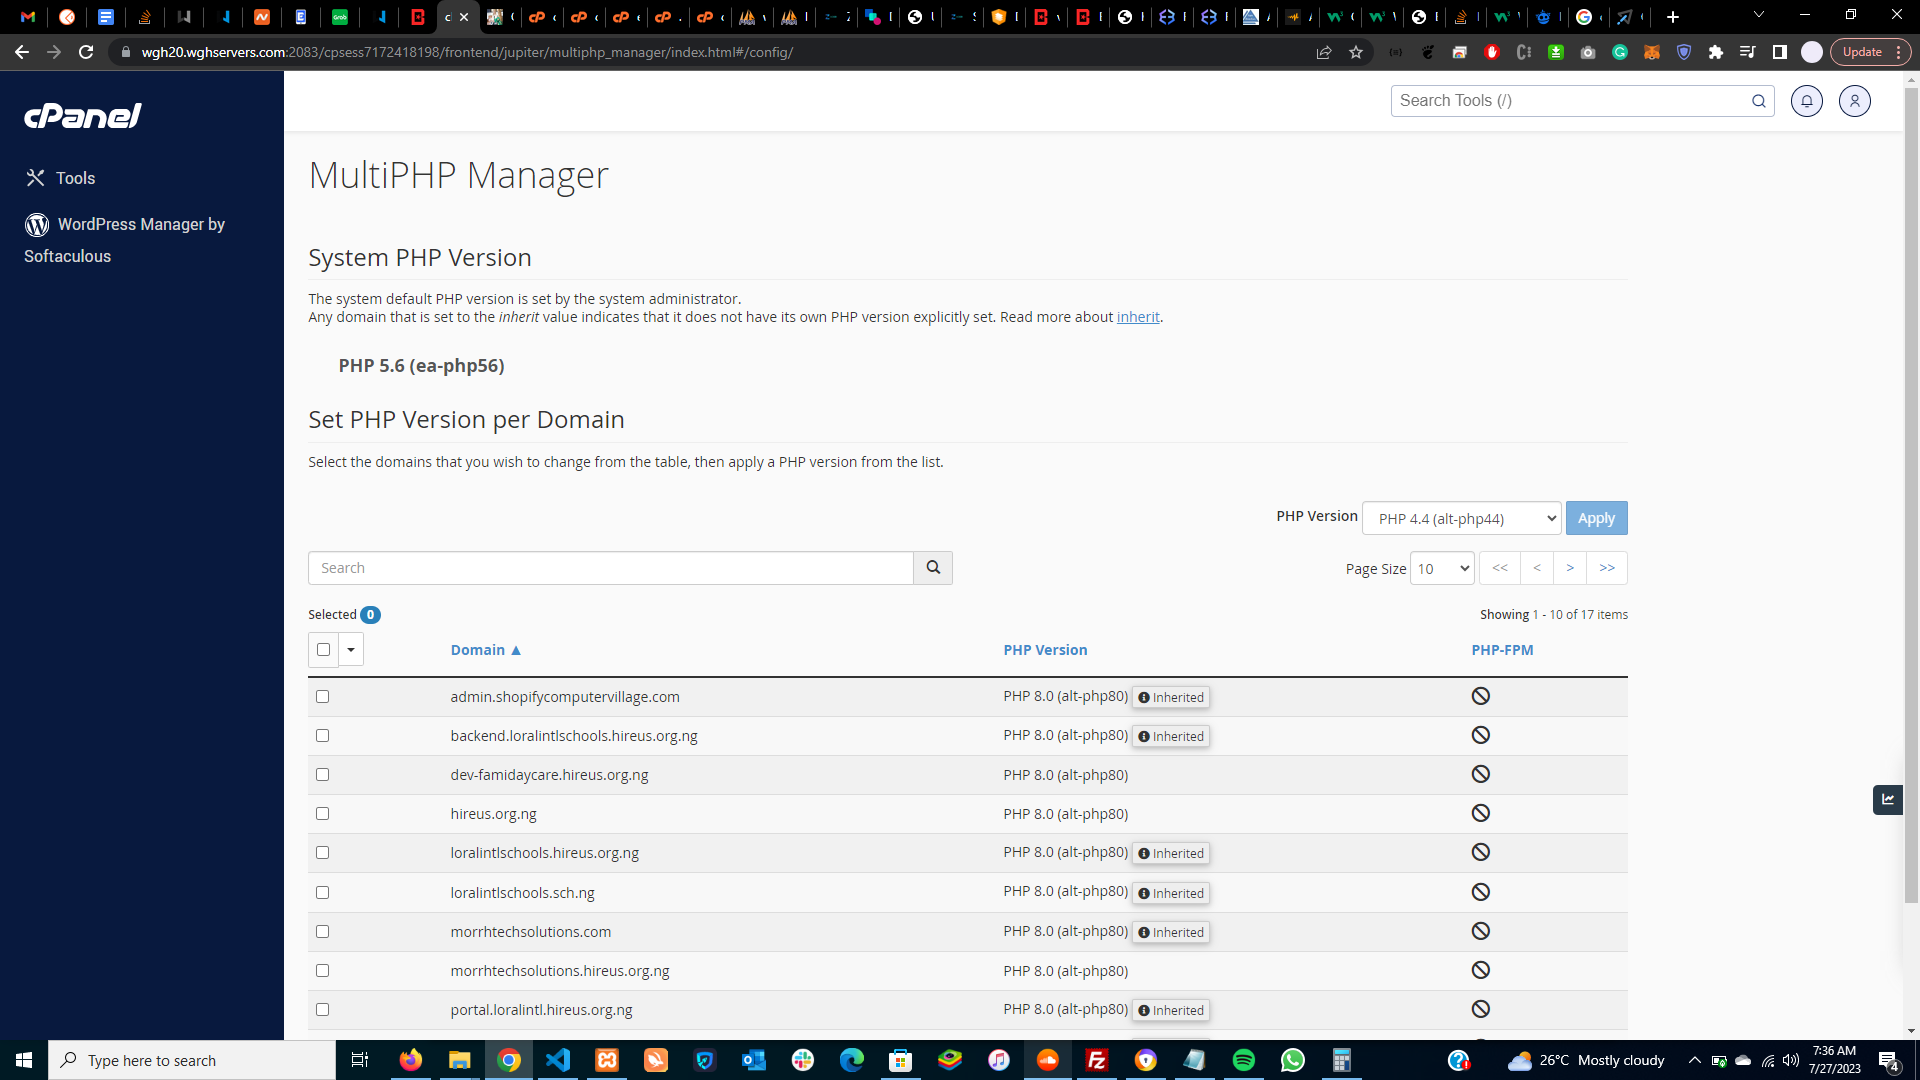 wgh20.wghservers.com:2083/cpsess7172418198/frontend/jupiter/multiphp_manager/index.html#/config/
Update
cPanel
Search Tools (/)
Tools
WordPress Manager by
Softaculous
MultiPHP Manager
System PHP Version
The system default PHP version is set by the system administrator.
Any domain that is set to the inherit value indicates that it does not have its own PHP version explicitly set. Read more about inherit.
PHP 5.6 (ea-php56)
Set PHP Version per Domain
Select the domains that you wish to change from the table, then apply a PHP version from the list.
PHP Version PHP 4.4 (alt-php44) Apply
Search
Page Size 10 << < > >>
Selected 0
Showing 1 - 10 of 17 items
Domain ▲ PHP Version PHP-FPM
admin.shopifycomputervillage.com PHP 8.0 (alt-php80) Inherited
backend.loralintlschools.hireus.org.ng PHP 8.0 (alt-php80) Inherited
dev-famidaycare.hireus.org.ng PHP 8.0 (alt-php80)
hireus.org.ng PHP 8.0 (alt-php80)
loralintlschools.hireus.org.ng PHP 8.0 (alt-php80) Inherited
loralintlschools.sch.ng PHP 8.0 (alt-php80) Inherited
morrhtechsolutions.com PHP 8.0 (alt-php80) Inherited
morrhtechsolutions.hireus.org.ng PHP 8.0 (alt-php80)
portal.loralintl.hireus.org.ng PHP 8.0 (alt-php80) Inherited
Type here to search
26°C Mostly cloudy
7:36 AM
7/27/2023
4